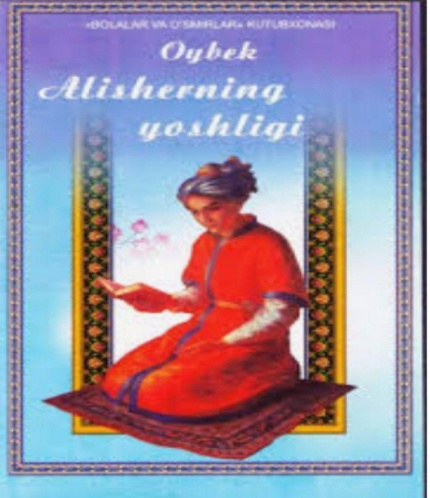 «BOLALAR VA O'SMIRLAR» KUTUBXONASI
Oybek
Alisherning
yoshligi